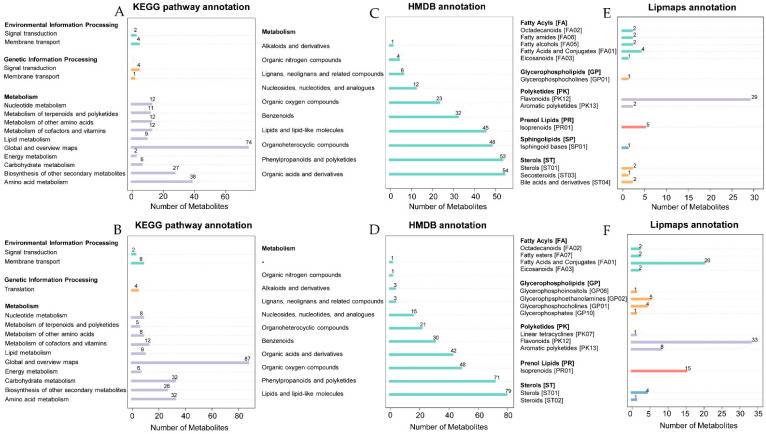 A
KEGG pathway annotation
Environmental Information Processing
Signal transduction 2
Membrane transport 4
Genetic Information Processing
Signal transduction 4
Membrane transport 1
Metabolism
Nucleotide metabolism 12
Metabolism of terpenoids and polyketides 11
Metabolism of other amino acids 12
Metabolism of cofactors and vitamins 12
Lipid metabolism 10
Global and overview maps 74
Energy metabolism 3
Carbohydrate metabolism 6
Biosynthesis of other secondary metabolites 27
Amino acid metabolism 38
0 20 40 60
Number of Metabolites
C
HMDB annotation
Metabolism
Alkaloids and derivatives 1
Organic nitrogen compounds 4
Lignans, neolignans and related compounds 6
Nucleosides, nucleotides, and analogues 12
Organic oxygen compounds 23
Benzenoids 32
Lipids and lipid-like molecules 45
Organoheterocyclic compounds 48
Phenylpropanoids and polyketides 53
Organic acids and derivatives 54
0 10 20 30 40 50
Number of Metabolites
E
Lipmaps annotation
Fatty Acyls [FA]
Octadecanoids [FA02] 2
Fatty amides [FA08] 2
Fatty alcohols [FA05] 2
Fatty Acids and Conjugates [FA01] 4
Eicosanoids [FA03] 1
Glycerophospholipids [GP]
Glycerophosphocholines [GP01] 1
Polyketides [PK]
Flavonoids [PK12] 29
Aromatic polyketides [PK13] 2
Prenol Lipids [PR]
Isoprenoids [PR01] 5
Sphingolipids [SP]
Isphingoid bases [SP01] 1
Sterols [ST]
Sterols [ST01] 2
Secosteroids [ST03] 1
Bile acids and derivatives [ST04] 2
0 5 10 15 20 25 30
Number of Metabolites
B
KEGG pathway annotation
Environmental Information Processing
Signal transduction 2
Membrane transport 8
Genetic Information Processing
Translation 4
Metabolism
Nucleotide metabolism 8
Metabolism of terpenoids and polyketides 5
Metabolism of other amino acids 8
Metabolism of cofactors and vitamins 12
Lipid metabolism 9
Global and overview maps 87
Energy metabolism 6
Carbohydrate metabolism 32
Biosynthesis of other secondary metabolites 26
Amino acid metabolism 32
0 20 40 60 80
Number of Metabolites
D
HMDB annotation
Metabolism
- 1
Organic nitrogen compounds 1
Alkaloids and derivatives 3
Lignans, neolignans and related compounds 3
Nucleosides, nucleotides, and analogues 15
Organoheterocyclic compounds 21
Benzenoids 30
Organic acids and derivatives 42
Organic oxygen compounds 48
Phenylpropanoids and polyketides 71
Lipids and lipid-like molecules 79
0 20 40 60 80
Number of Metabolites
F
Lipmaps annotation
Fatty Acyls [FA]
Octadecanoids [FA02] 2
Fatty esters [FA07] 2
Fatty Acids and Conjugates [FA01] 20
Eicosanoids [FA03] 2
Glycerophospholipids [GP]
Glycerophosphoinositols [GP06] 1
Glycerophosphoethanolamines [GP02] 5
Glycerophosphocholines [GP01] 4
Glycerophosphates [GP10] 1
Polyketides [PK]
Linear tetracyclines [PK07] 1
Flavonoids [PK12] 33
Aromatic polyketides [PK13] 8
Prenol Lipids [PR]
Isoprenoids [PR01] 15
Sterols [ST]
Sterols [ST01] 4
Steroids [ST02] 1
0 5 10 15 20 25 30 35
Number of Metabolites